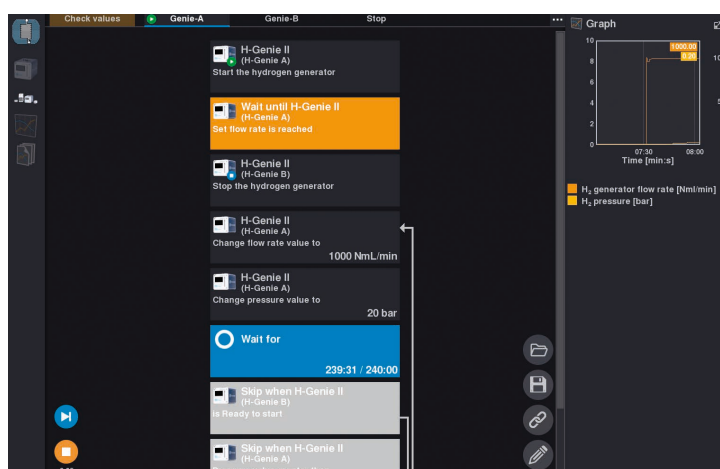 Check values
Genie-A
Genie-B
Stop
H-Genie II
(H-Genie A)
Start the hydrogen generator
Wait until H-Genie II
(H-Genie A)
Set flow rate is reached
H-Genie II
(H-Genie B)
Stop the hydrogen generator
H-Genie II
(H-Genie A)
Change flow rate value to
1000 NmL/min
H-Genie II
(H-Genie A)
Change pressure value to
20 bar
Wait for
239:31 / 240:00
Skip when H-Genie II
(H-Genie B)
is Ready to start
Skip when H-Genie II
(H-Genie A)
Graph
10
8
6
4
2
0
1000.00
0.20
07:30
08:00
Time [min:s]
H₂ generator flow rate [Nml/min]
H₂ pressure [bar]
10
5